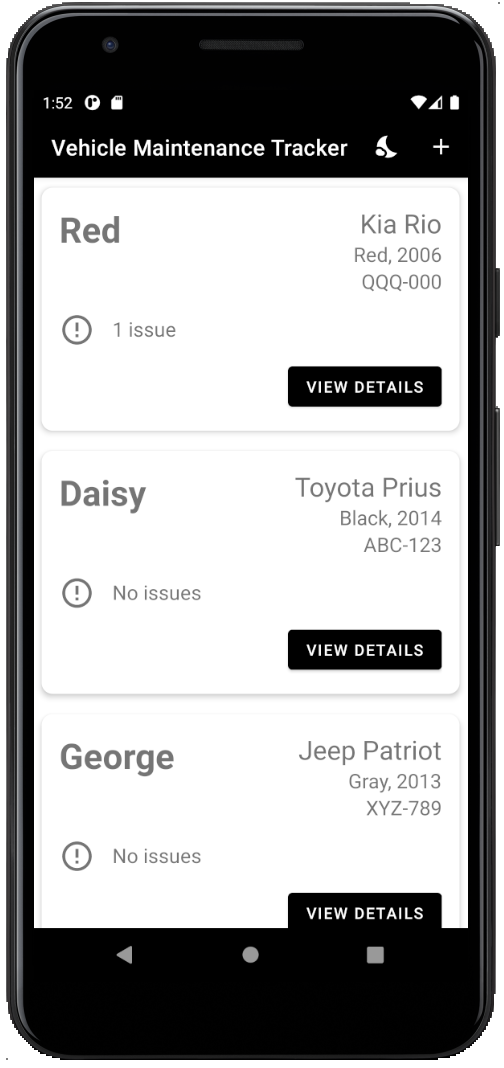 1:52
Vehicle Maintenance Tracker
Red
Kia Rio
Red, 2006
QQQ-000
1 issue
VIEW DETAILS
Daisy
Toyota Prius
Black, 2014
ABC-123
No issues
VIEW DETAILS
George
Jeep Patriot
Gray, 2013
XYZ-789
No issues
VIEW DETAILS